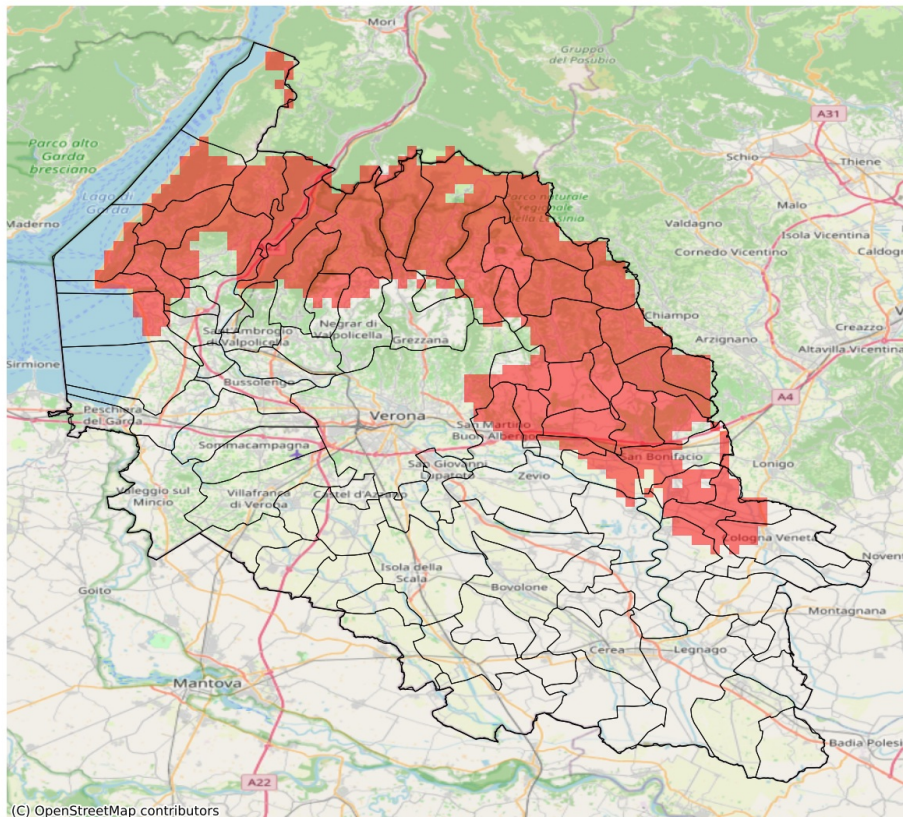 Mori
Gruppo
del Pasubio
A31
Parco alto
Garda
bresciano
Schio
Thiene
Lago di
Garda
Parco naturale
regionale
della Lessinia
Malo
Maderno
Valdagno
Isola Vicentina
Cornedo Vicentino
Caldog
Chiampo
Creazzo
Sant'Ambrogio
di Valpolicella
Negrar di
Valpolicella
Grezzana
Arzignano
Altavilla Vicentina
Sirmione
Bussolengo
A4
Peschiera
del Garda
Verona
San Martino
Buon Albergo
Sommacampagna
San Bonifacio
Lonigo
San Giovanni
Lupatoto
Zevio
Valeggio sul
Mincio
Villafranca
di Verona
Castel d'Azzano
Cologna Veneta
Novent
Isola della
Scala
Goito
Bovolone
Montagnana
Cerea
Legnago
Mantova
Badia Polesi
A22
(C) OpenStreetMap contributors